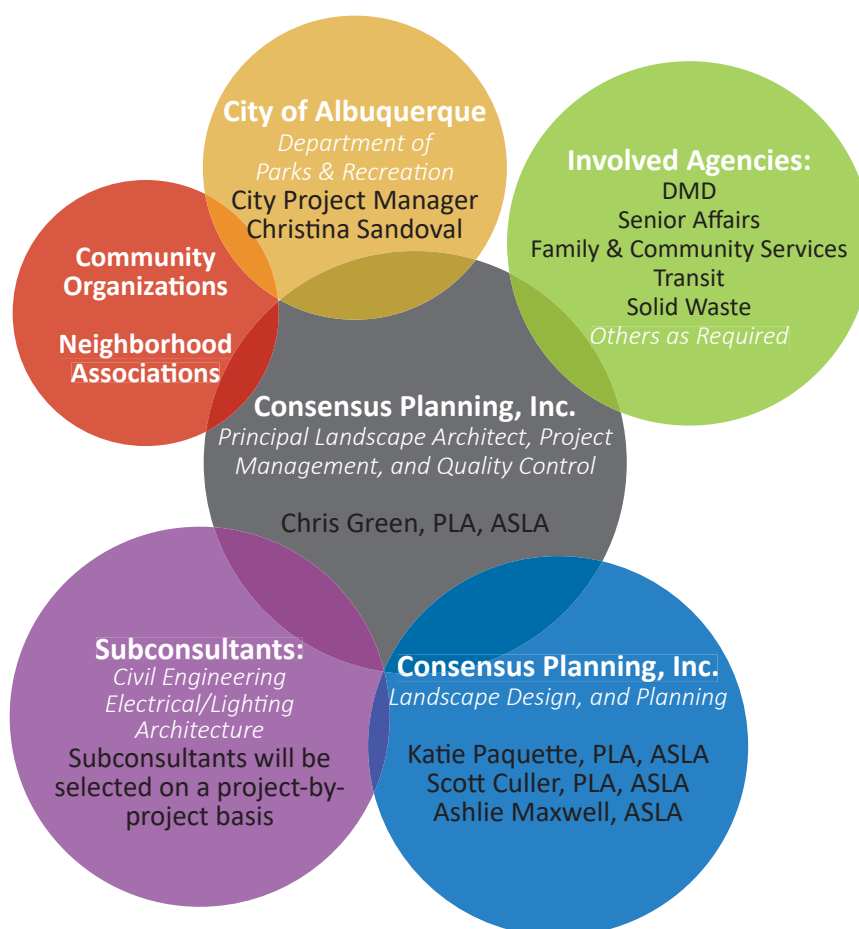 City of Albuquerque
Department of
Parks & Recreation
City Project Manager
Christina Sandoval
Involved Agencies:
DMD
Senior Affairs
Family & Community Services
Transit
Solid Waste
Others as Required
Community
Organizations
Neighborhood
Associations
Consensus Planning, Inc.
Principal Landscape Architect, Project
Management, and Quality Control
Chris Green, PLA, ASLA
Subconsultants:
Civil Engineering
Electrical/Lighting
Architecture
Subconsultants will be
selected on a project-by-
project basis
Consensus Planning, Inc.
Landscape Design, and Planning
Katie Paquette, PLA, ASLA
Scott Culler, PLA, ASLA
Ashlie Maxwell, ASLA